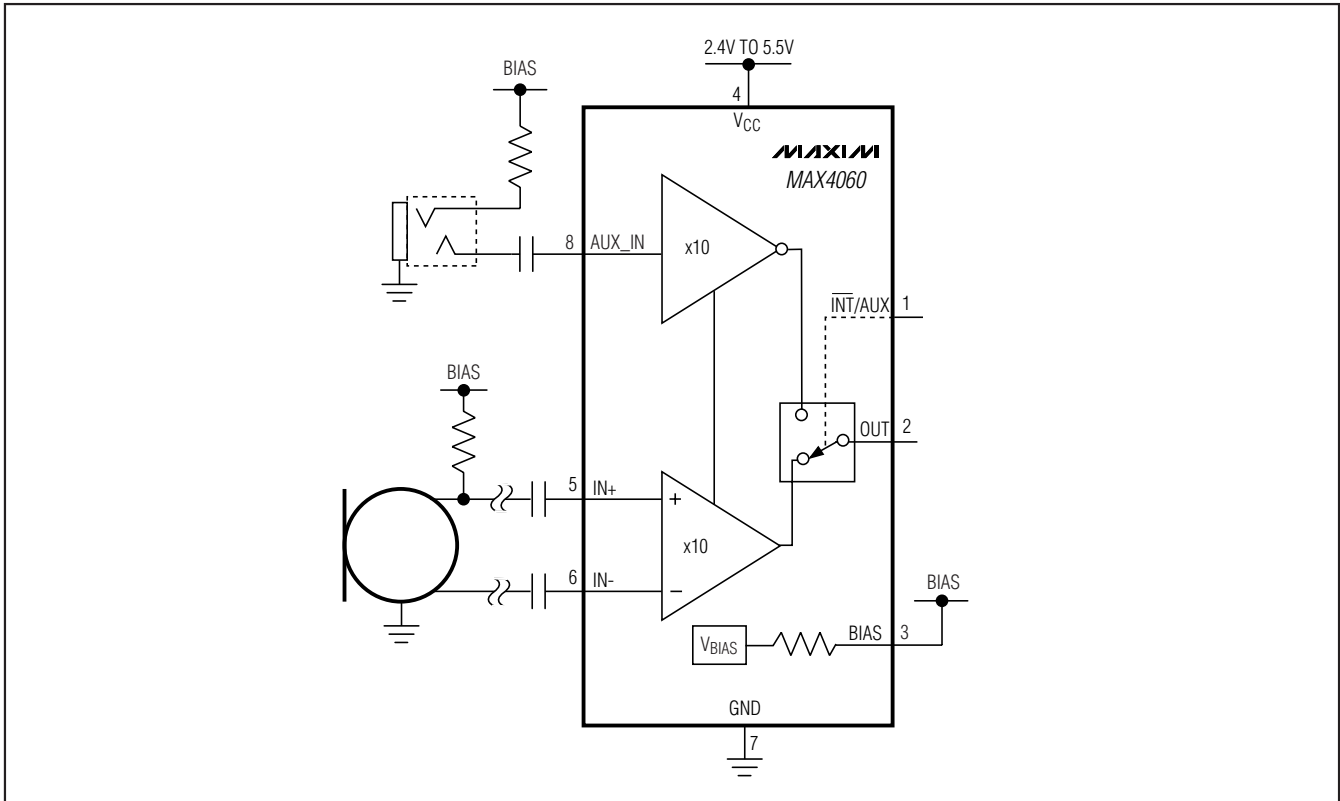 2.4V TO 5.5V
BIAS
4
VCC
MAXIM
MAX4060
x10
8 AUX_IN
INT/AUX 1
BIAS
OUT 2
5 IN+
+
x10
6 IN-
−
BIAS
VBIAS
BIAS 3
GND
7